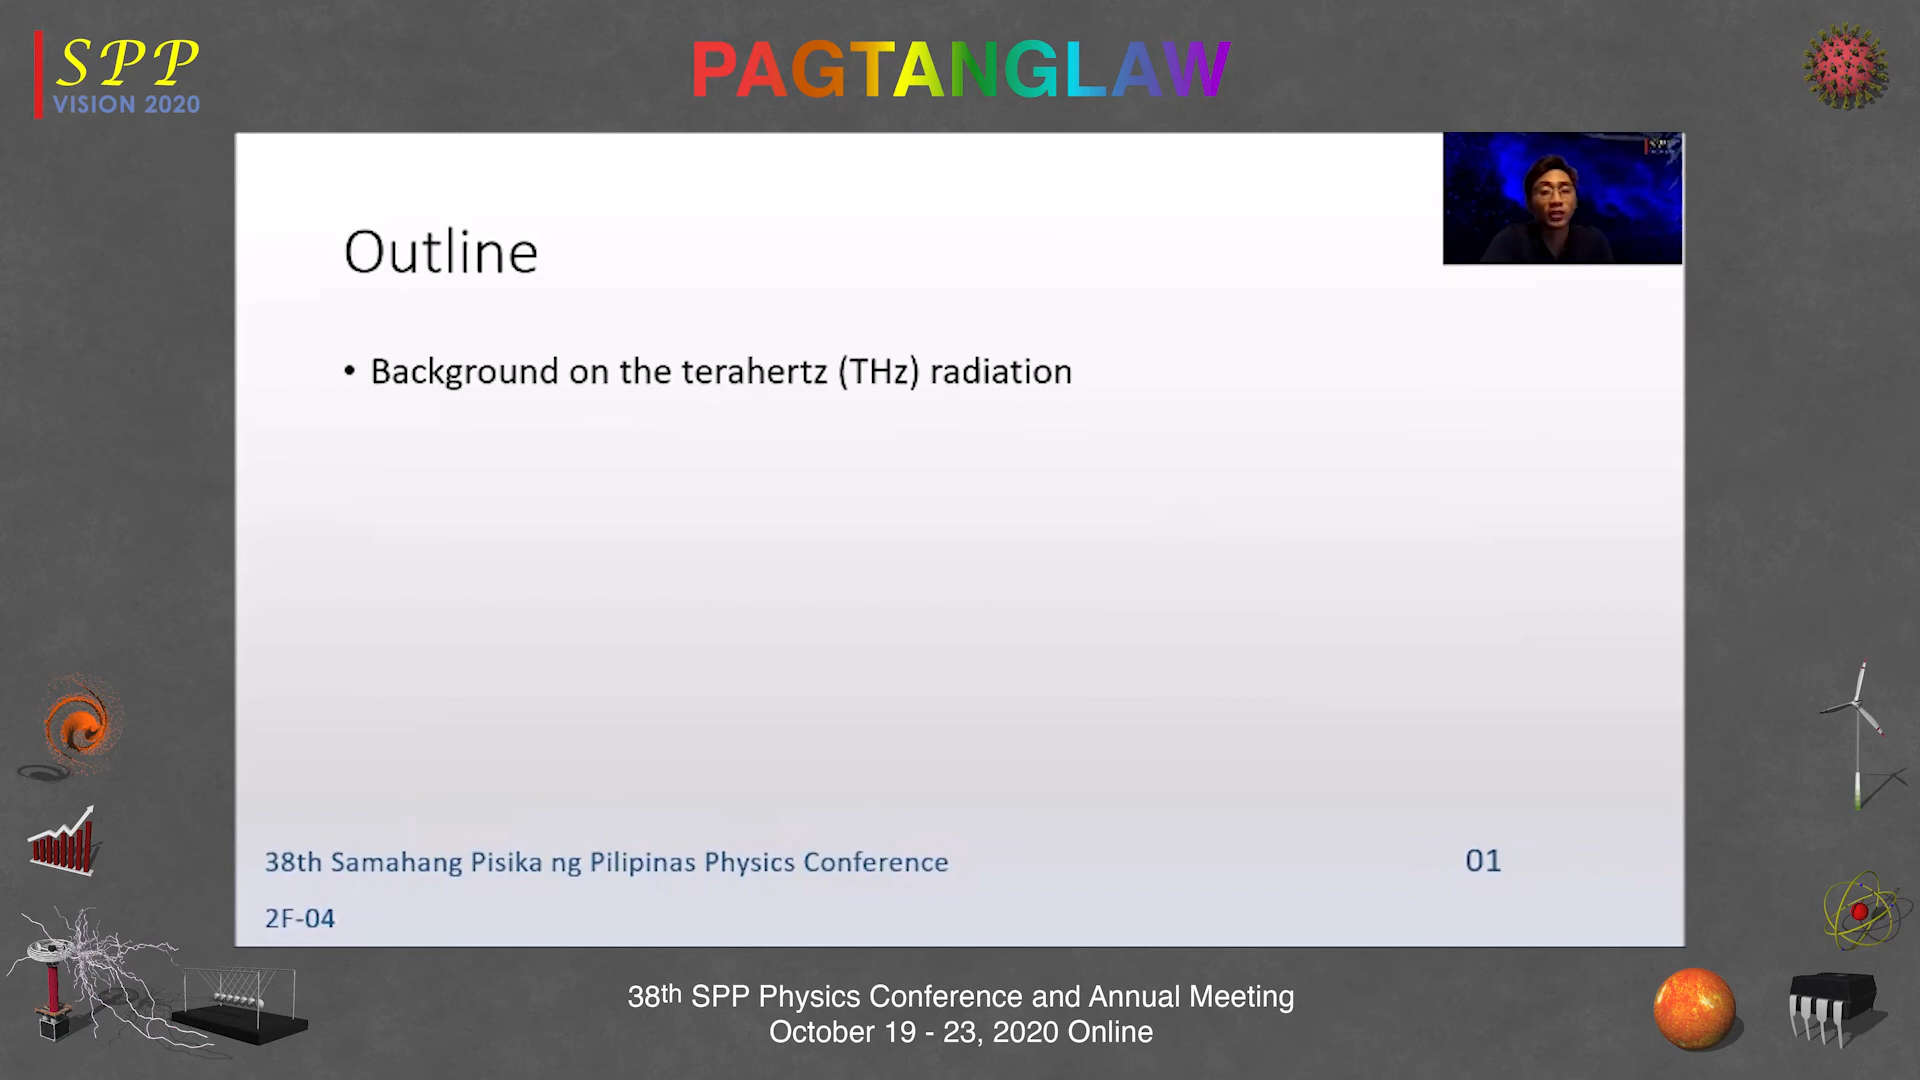 SPP
VISION 2020
PAGTANGLAW
SPP
Outline
• Background on the terahertz (THz) radiation
38th Samahang Pisika ng Pilipinas Physics Conference
01
2F-04
38th SPP Physics Conference and Annual Meeting
October 19 - 23, 2020 Online